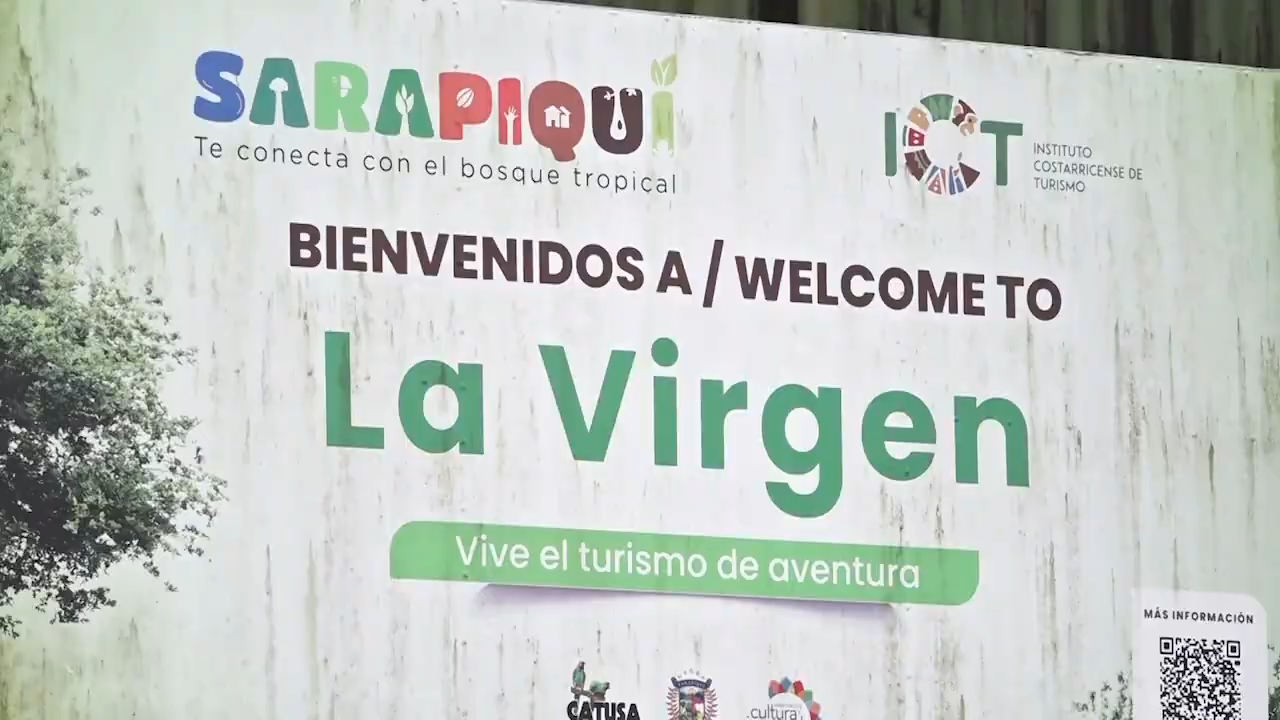 SARAPIQUÍ
Te conecta con el bosque tropical
ICT
INSTITUTO
COSTARRICENSE DE
TURISMO
BIENVENIDOS A / WELCOME TO
La Virgen
Vive el turismo de aventura
MÁS INFORMACIÓN
CATUSA
cultura